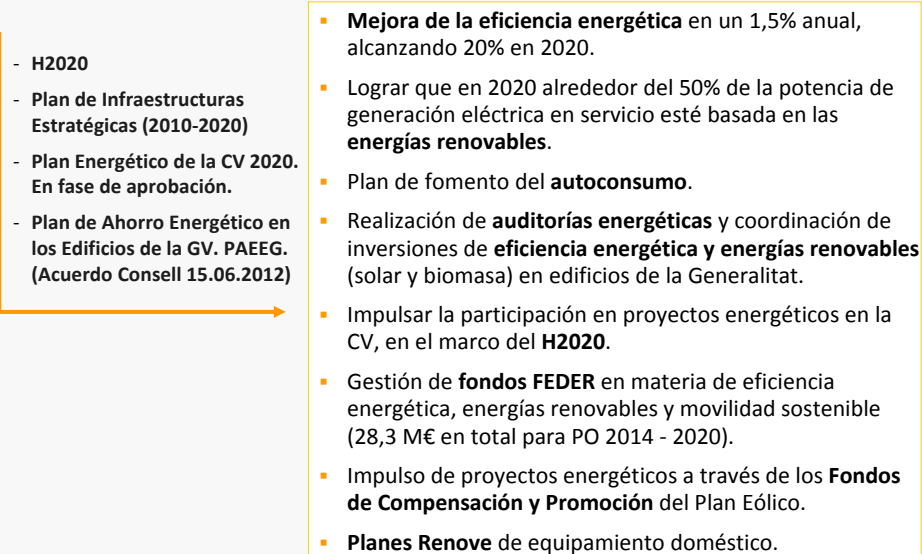 - H2020
- Plan de Infraestructuras
Estratégicas (2010-2020)
- Plan Energético de la CV 2020.
En fase de aprobación.
- Plan de Ahorro Energético en
los Edificios de la GV. PAEEG.
(Acuerdo Consell 15.06.2012)
▪ Mejora de la eficiencia energética en un 1,5% anual,
alcanzando 20% en 2020.
▪ Lograr que en 2020 alrededor del 50% de la potencia de
generación eléctrica en servicio esté basada en las
energías renovables.
▪ Plan de fomento del autoconsumo.
▪ Realización de auditorías energéticas y coordinación de
inversiones de eficiencia energética y energías renovables
(solar y biomasa) en edificios de la Generalitat.
▪ Impulsar la participación en proyectos energéticos en la
CV, en el marco del H2020.
▪ Gestión de fondos FEDER en materia de eficiencia
energética, energías renovables y movilidad sostenible
(28,3 M€ en total para PO 2014 - 2020).
▪ Impulso de proyectos energéticos a través de los Fondos
de Compensación y Promoción del Plan Eólico.
▪ Planes Renove de equipamiento doméstico.